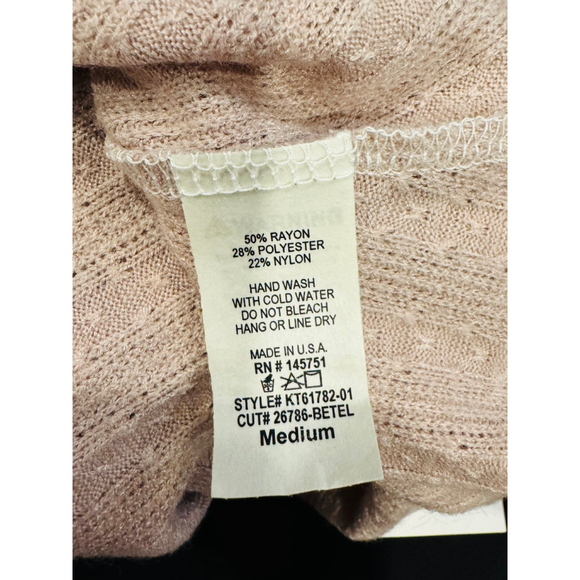 50% RAYON
28% POLYESTER
22% NYLON
HAND WASH
WITH COLD WATER
DO NOT BLEACH
HANG OR LINE DRY
MADE IN U.S.A.
RN # 145751
STYLE# KT61782-01
CUT# 26786-BETEL
Medium